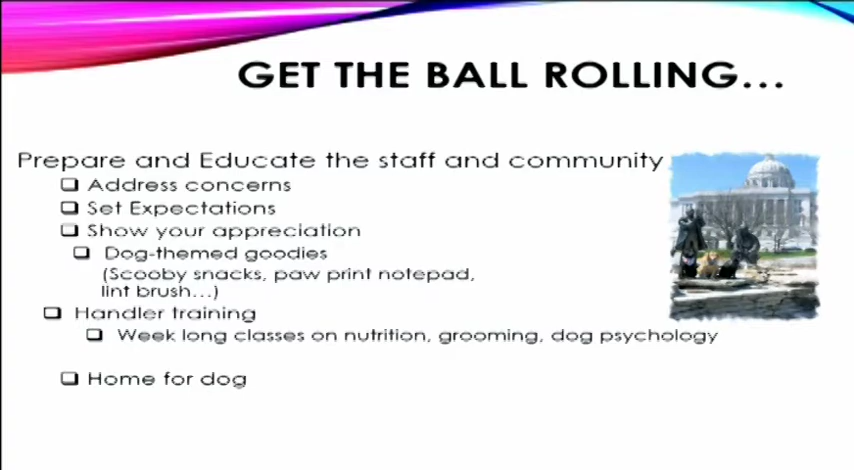 GET THE BALL ROLLING...
Prepare and Educate the staff and community
Address concerns
Set Expectations
Show your appreciation
Dog-themed goodies
(Scooby snacks, paw print notepad,
lint brush...)
Handler training
Week long classes on nutrition, grooming, dog psychology
Home for dog